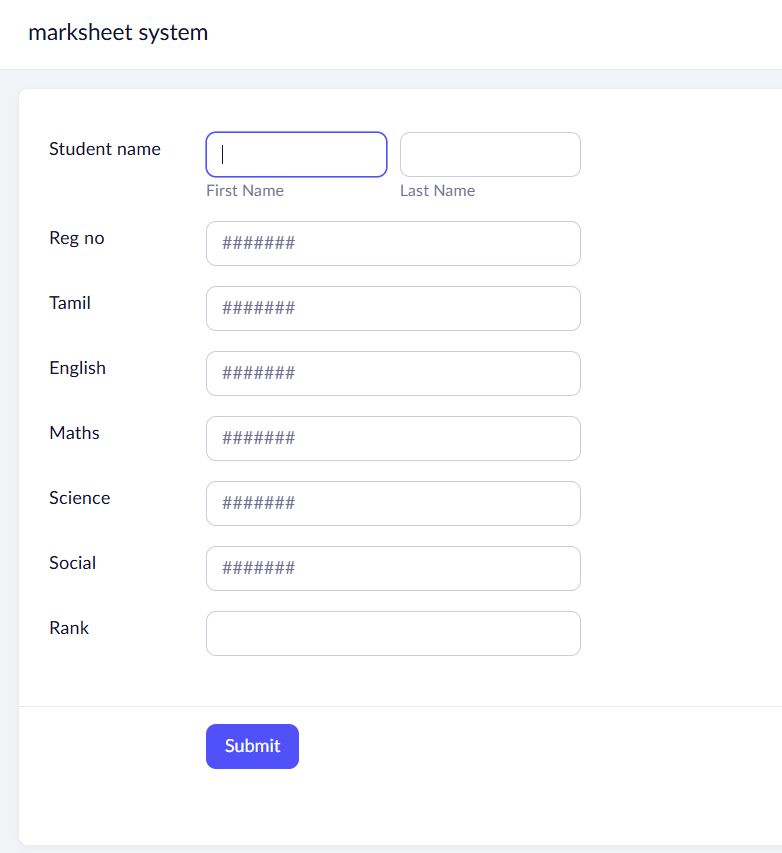 marksheet system
Student name
First Name Last Name
Reg no #######
Tamil #######
English #######
Maths #######
Science #######
Social #######
Rank
Submit